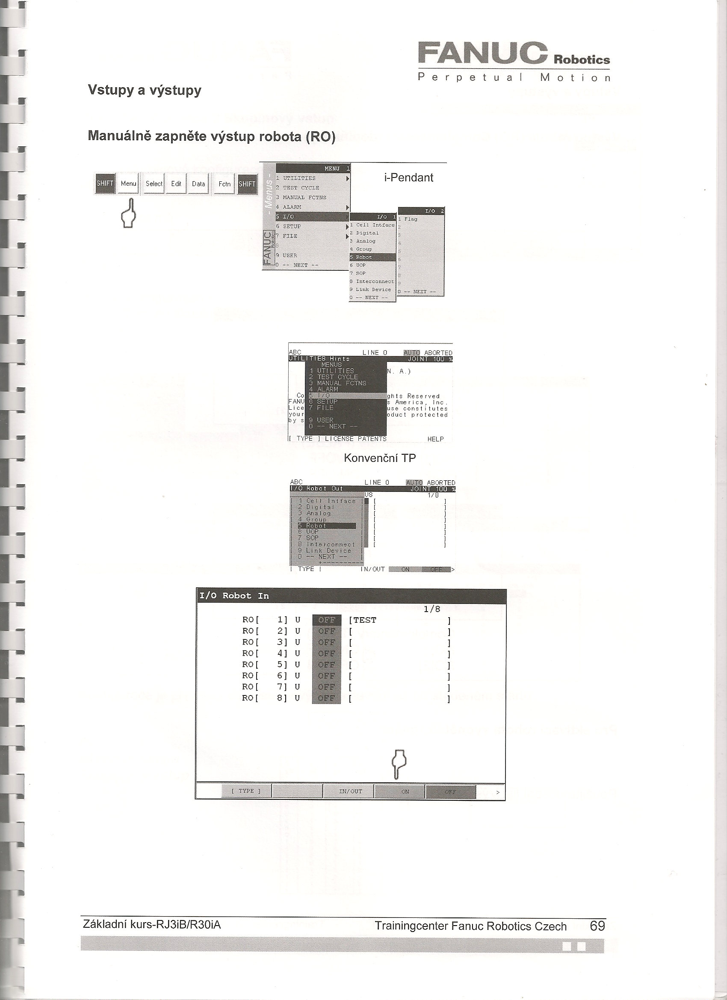 FANUC Robotics
Perpetual Motion
Vstupy a výstupy
Manuálně zapněte výstup robota (RO)
SHIFT Menu Select Edit Data Fctn SHIFT
- Menus -
FANUC Robotics
MENU 1
1 UTILITIES
2 TEST CYCLE
3 MANUAL FCTNS
4 ALARM
5 I/O
6 SETUP
7 FILE
8
9 USER
0 -- NEXT --
i-Pendant
I/O 1
1 Cell Intface
2 Digital
3 Analog
4 Group
5 Robot
6 UOP
7 SOP
8 Interconnect
9 Link Device
0 -- NEXT --
I/O 2
1 Flag
2
3
4
5
6
7
8
9
0 -- NEXT --
ABC LINE 0 AUTO ABORTED
UTILITIES Hints JOINT 100 %
MENUS
1 UTILITIES N. A.)
2 TEST CYCLE
3 MANUAL FCTNS
4 ALARM
Co 5 I/O ghts Reserved
FANU 6 SETUP s America, Inc.
Lice 7 FILE use constitutes
your oduct protected
by s 9 USER
0 -- NEXT --
[ TYPE ] LICENSE PATENTS HELP
Konvenční TP
ABC LINE 0 AUTO ABORTED
I/O Robot Out JOINT 100 %
US 1/8
1 Cell Intface [ ]
2 Digital [ ]
3 Analog [ ]
4 Group [ ]
5 Robot [ ]
6 UOP [ ]
7 SOP [ ]
8 Interconnect [ ]
9 Link Device
0 -- NEXT --
[ TYPE ] IN/OUT ON OFF >
I/O Robot In
1/8
RO[ 1] U OFF [TEST ]
RO[ 2] U OFF [ ]
RO[ 3] U OFF [ ]
RO[ 4] U OFF [ ]
RO[ 5] U OFF [ ]
RO[ 6] U OFF [ ]
RO[ 7] U OFF [ ]
RO[ 8] U OFF [ ]
[ TYPE ] IN/OUT ON OFF >
Základní kurs-RJ3iB/R30iA Trainingcenter Fanuc Robotics Czech 69